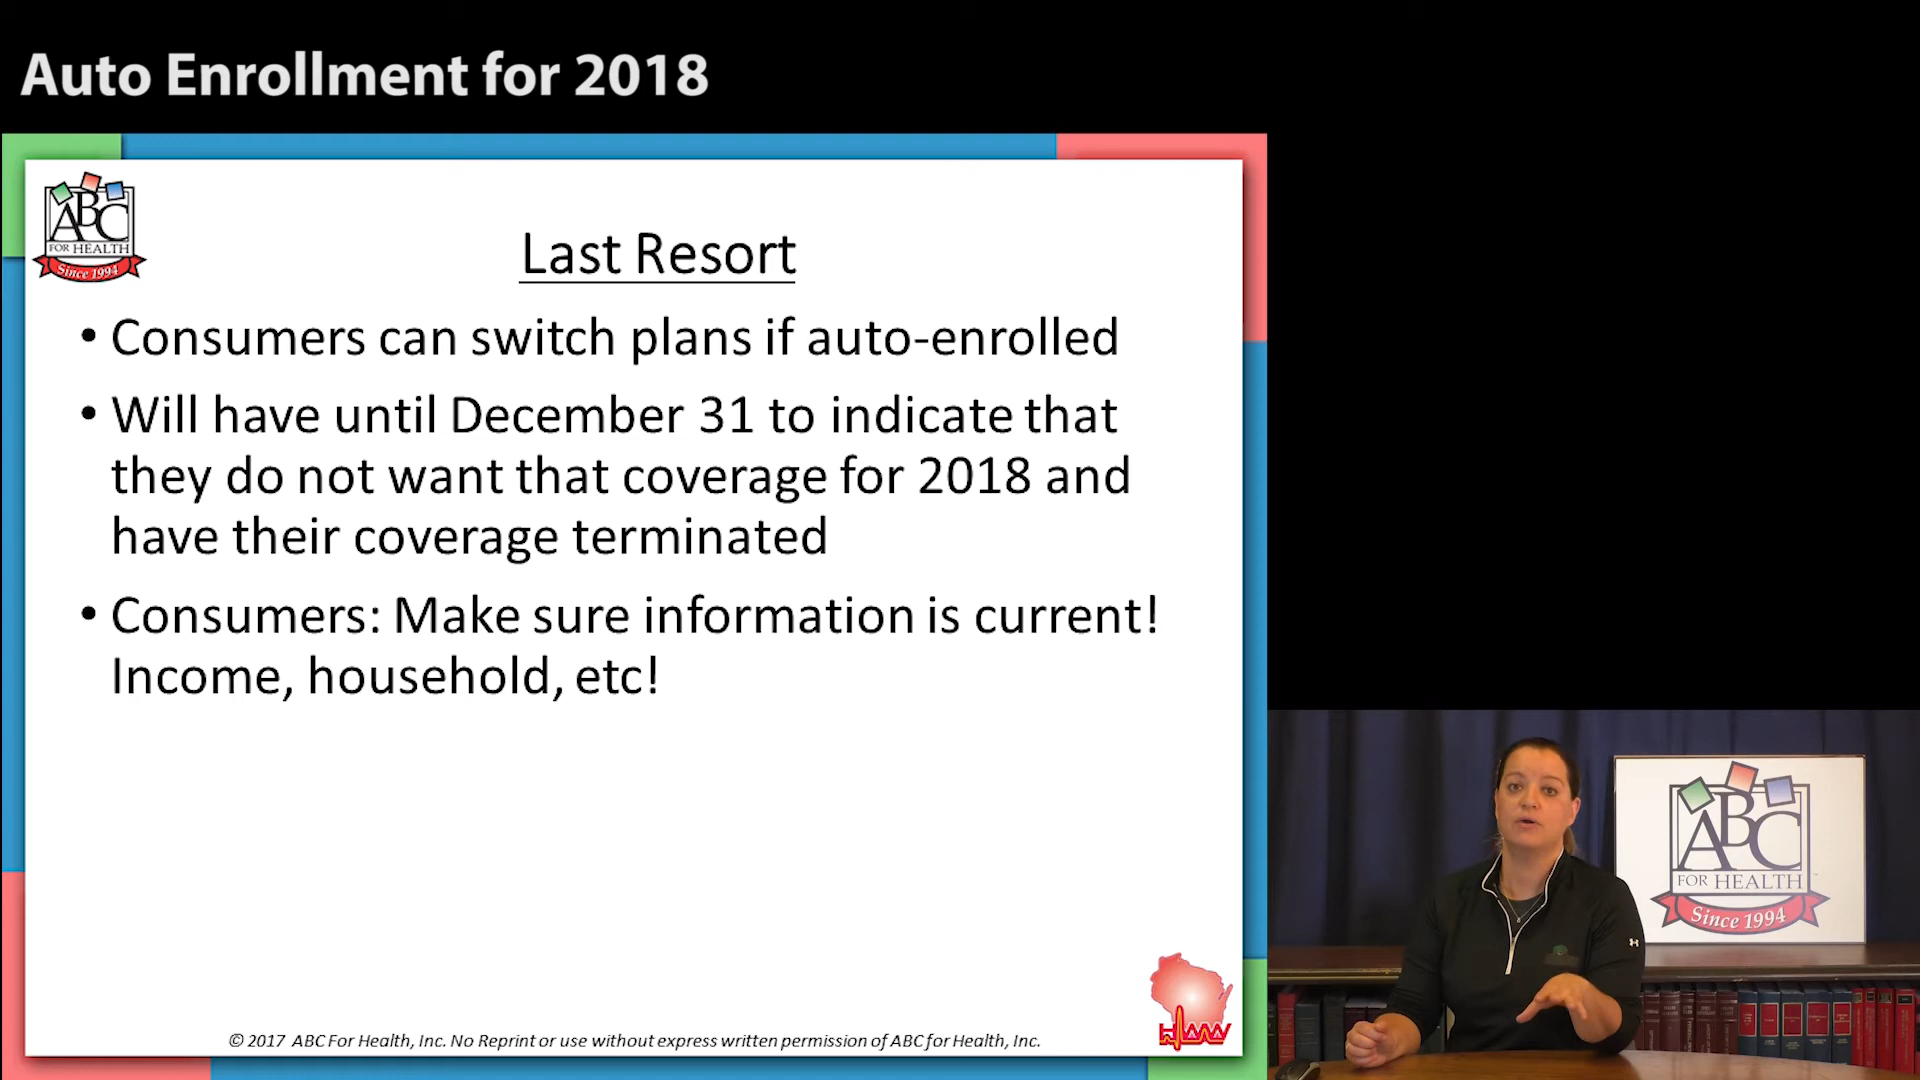 Auto Enrollment for 2018
ABC
FOR HEALTH
Since 1994
Last Resort
• Consumers can switch plans if auto-enrolled
• Will have until December 31 to indicate that
they do not want that coverage for 2018 and
have their coverage terminated
• Consumers: Make sure information is current!
Income, household, etc!
ABC
FOR HEALTH
Since 1994
© 2017 ABC For Health, Inc. No Reprint or use without express written permission of ABC for Health, Inc.